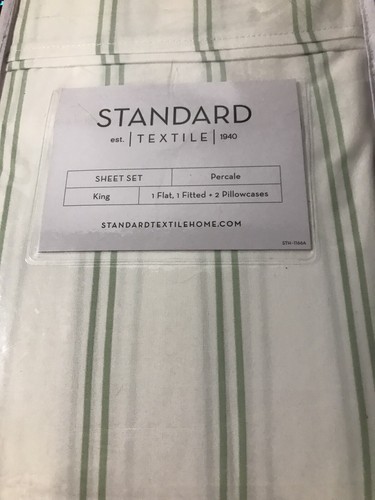 STANDARD
est. | TEXTILE | 1940
SHEET SET Percale
King 1 Flat, 1 Fitted + 2 Pillowcases
STANDARDTEXTILEHOME.COM